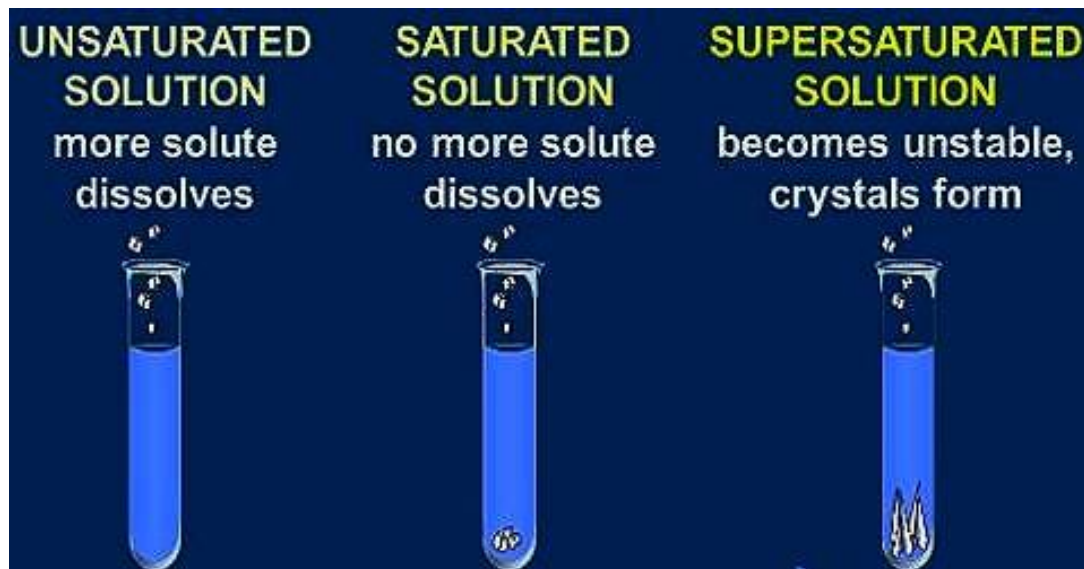 UNSATURATED
SOLUTION
more solute
dissolves
SATURATED
SOLUTION
no more solute
dissolves
SUPERSATURATED
SOLUTION
becomes unstable,
crystals form